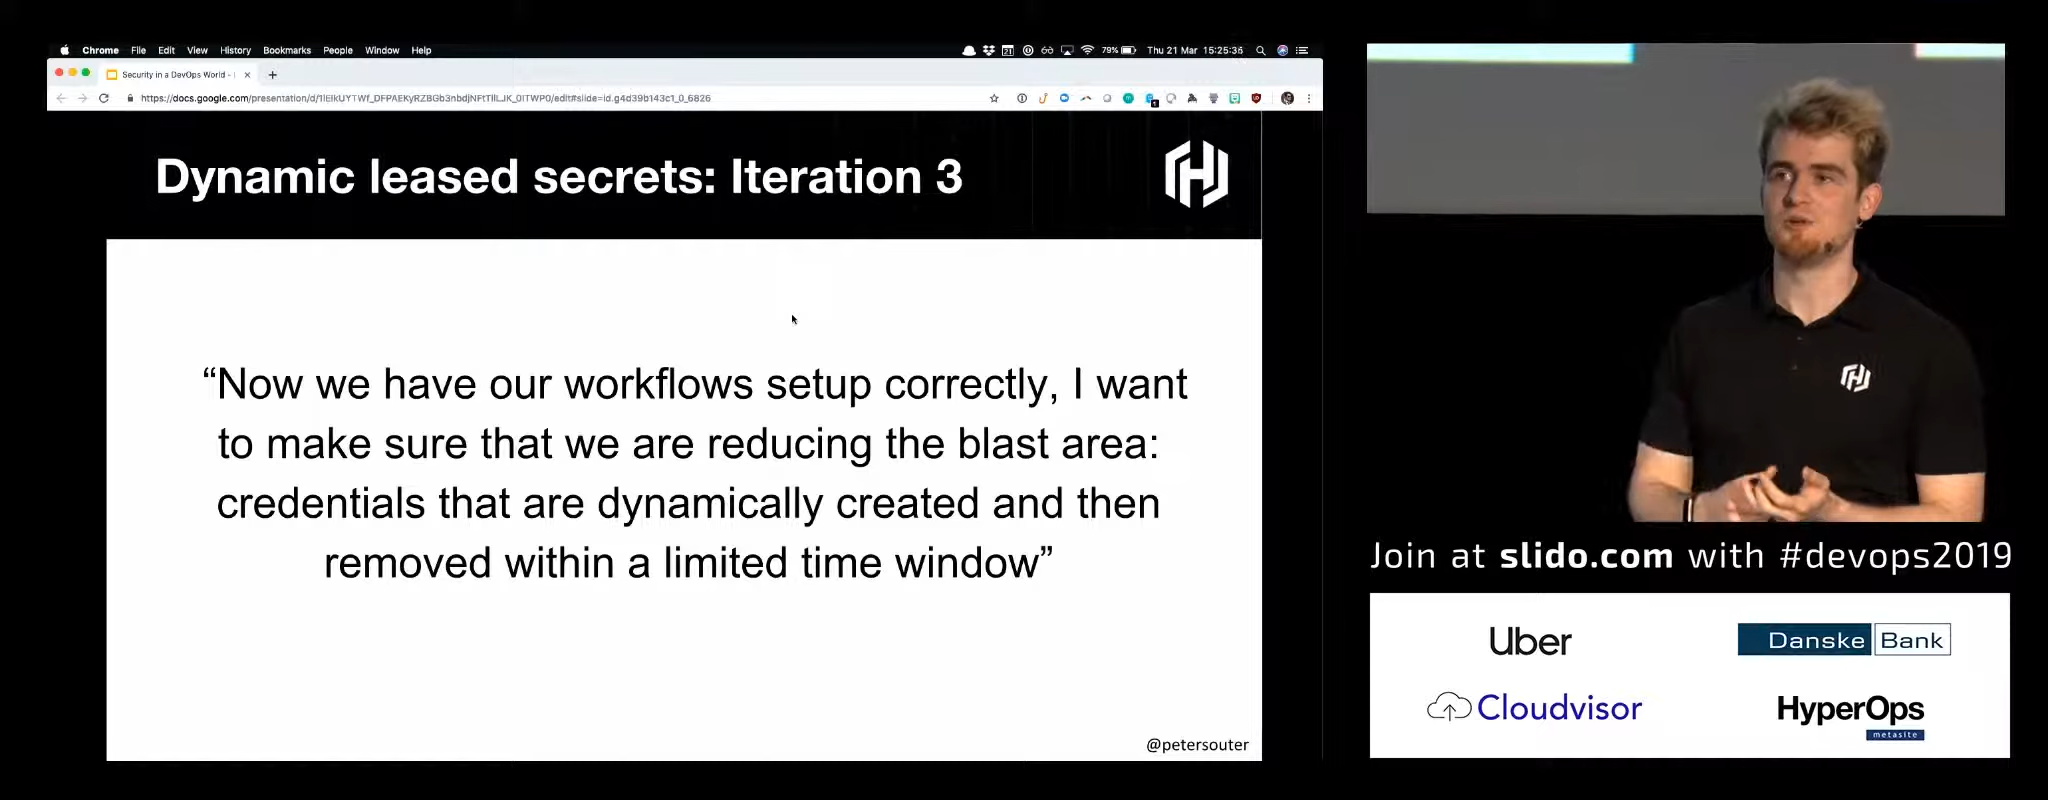 Chrome File Edit View History Bookmarks People Window Help
21 79% Thu 21 Mar 15:25:36
Security in a DevOps World -
Dynamic leased secrets: Iteration 3
“Now we have our workflows setup correctly, I want
to make sure that we are reducing the blast area:
credentials that are dynamically created and then
removed within a limited time window”
@petersouter
Join at slido.com with #devops2019
Uber
Danske Bank
Cloudvisor
HyperOps
metasite